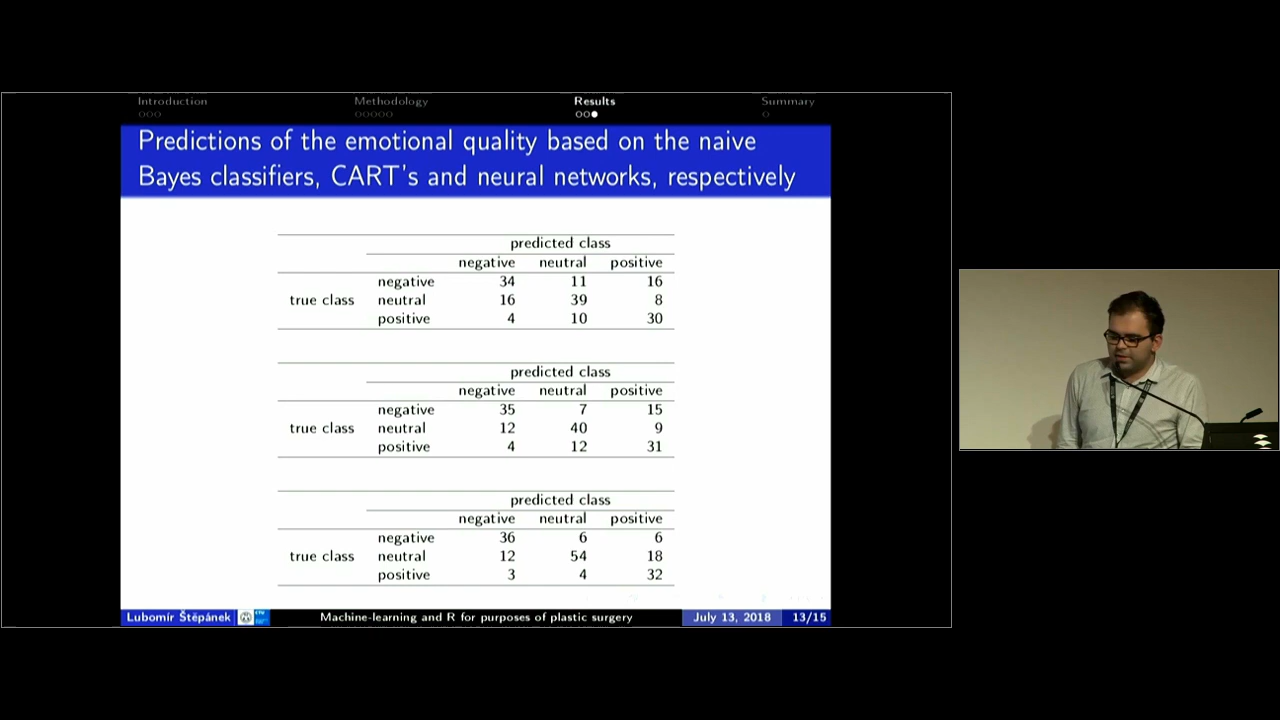 Introduction Methodology Results Summary
Predictions of the emotional quality based on the naive
Bayes classifiers, CART's and neural networks, respectively
predicted class
negative neutral positive
negative 34 11 16
true class neutral 16 39 8
positive 4 10 30
predicted class
negative neutral positive
negative 35 7 15
true class neutral 12 40 9
positive 4 12 31
predicted class
negative neutral positive
negative 36 6 6
true class neutral 12 54 18
positive 3 4 32
Lubomír Štěpánek Machine-learning and R for purposes of plastic surgery July 13, 2018 13/15